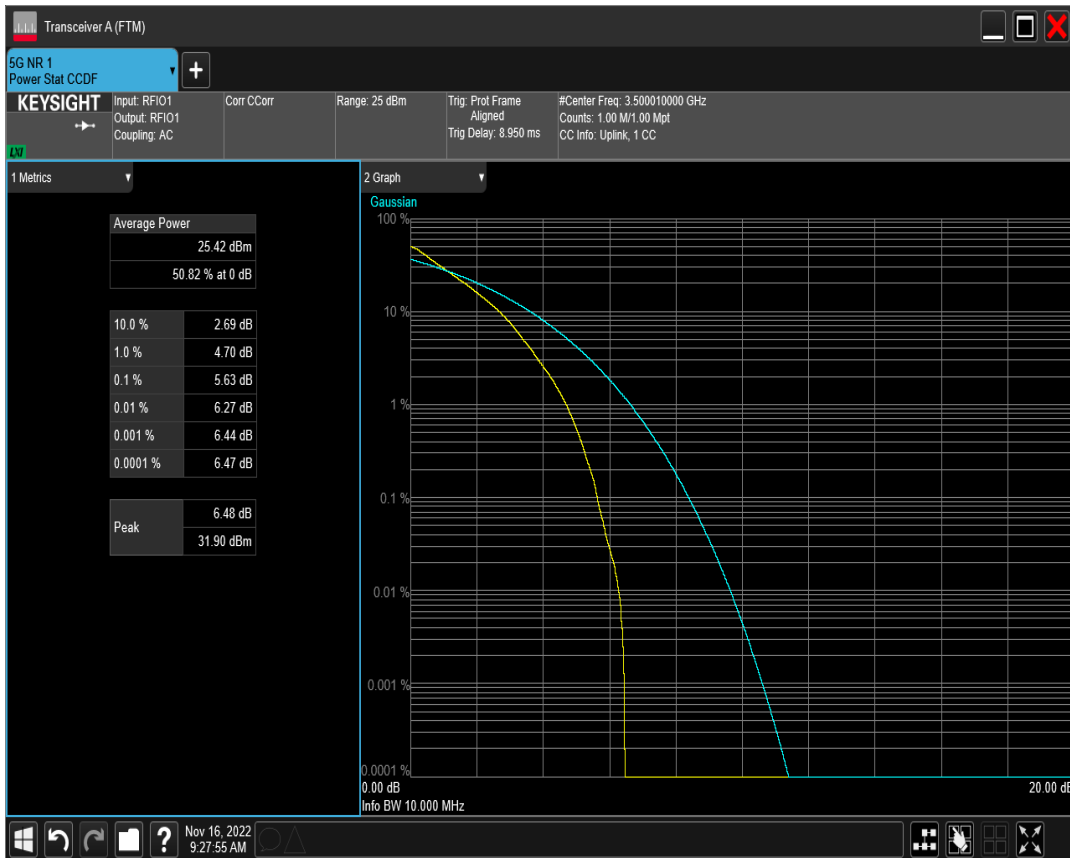 Transceiver A (FTM)
5G NR 1
Power Stat CCDF
+
KEYSIGHT
LXI
Input: RFIO1
Output: RFIO1
Coupling: AC
Corr CCorr
Range: 25 dBm
Trig: Prot Frame
Aligned
Trig Delay: 8.950 ms
#Center Freq: 3.500010000 GHz
Counts: 1.00 M/1.00 Mpt
CC Info: Uplink, 1 CC
1 Metrics
Average Power
25.42 dBm
50.82 % at 0 dB
10.0 % 2.69 dB
1.0 % 4.70 dB
0.1 % 5.63 dB
0.01 % 6.27 dB
0.001 % 6.44 dB
0.0001 % 6.47 dB
Peak 6.48 dB
31.90 dBm
2 Graph
Gaussian
100 %
10 %
1 %
0.1 %
0.01 %
0.001 %
0.0001 %
0.00 dB 20.00 dB
Info BW 10.000 MHz
?
Nov 16, 2022
9:27:55 AM